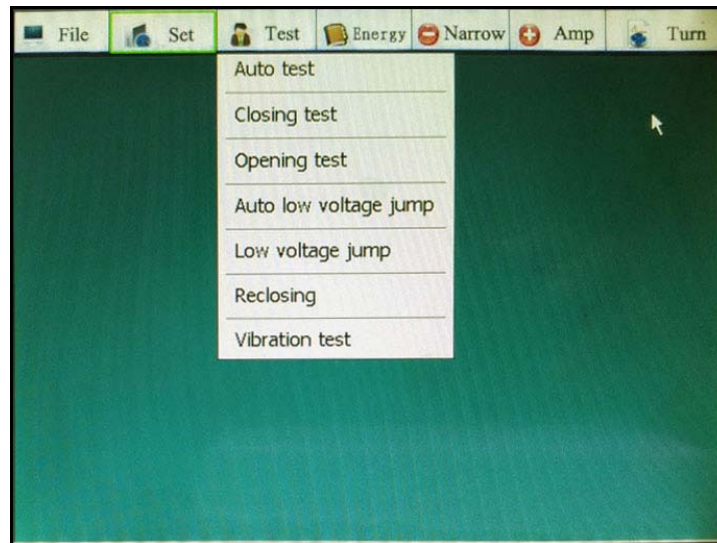 File Set Test Energy Narrow Amp Turn
Auto test
Closing test
Opening test
Auto low voltage jump
Low voltage jump
Reclosing
Vibration test